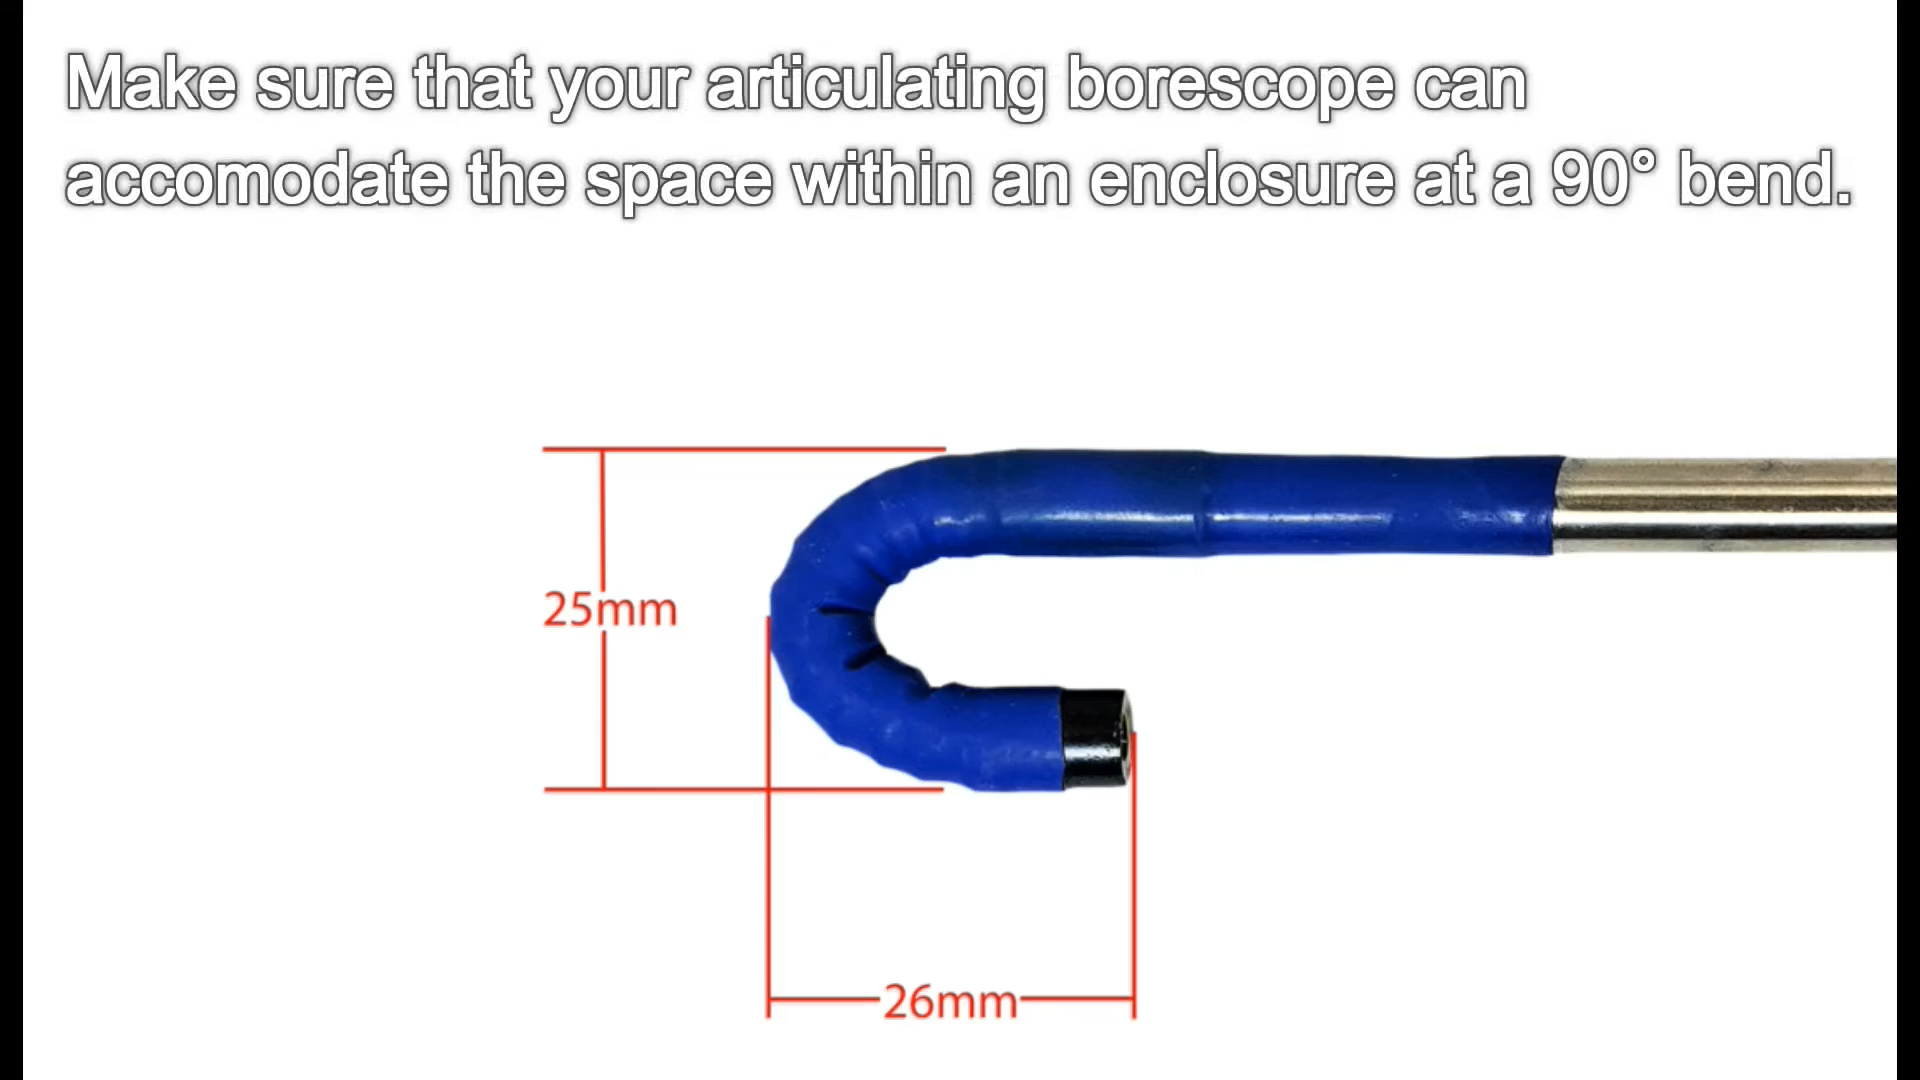 Make sure that your articulating borescope can
accomodate the space within an enclosure at a 90° bend.
25mm
26mm